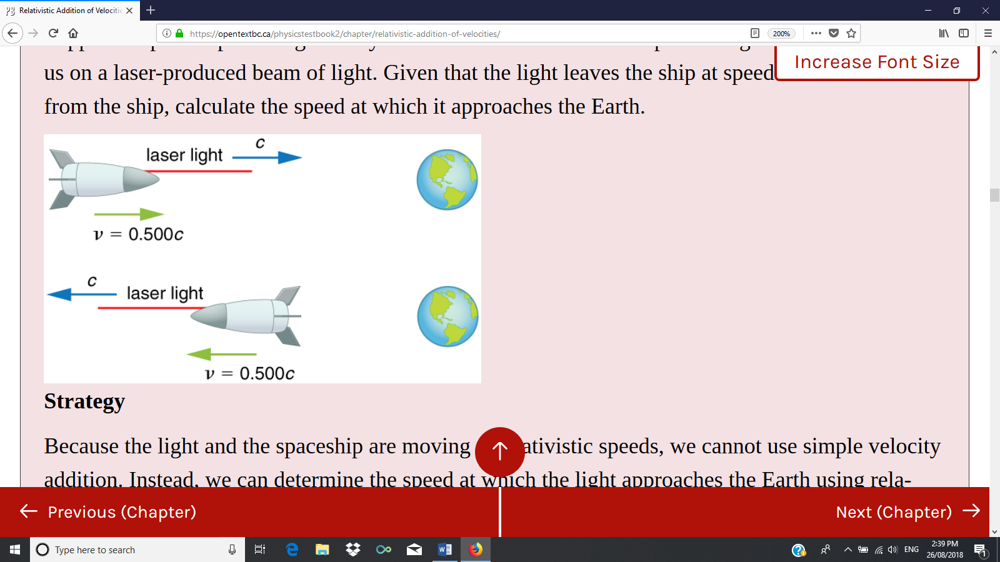 Relativistic Addition of Velocitie
https://opentextbc.ca/physicstestbook2/chapter/relativistic-addition-of-velocities/
200%
Increase Font Size
us on a laser-produced beam of light. Given that the light leaves the ship at speed
from the ship, calculate the speed at which it approaches the Earth.
c
laser light
ν = 0.500c
c
laser light
ν = 0.500c
Strategy
Because the light and the spaceship are moving ativistic speeds, we cannot use simple velocity
addition. Instead, we can determine the speed at which the light approaches the Earth using rela-
← Previous (Chapter)
Next (Chapter) →
Type here to search
ENG
2:39 PM
26/08/2018
1